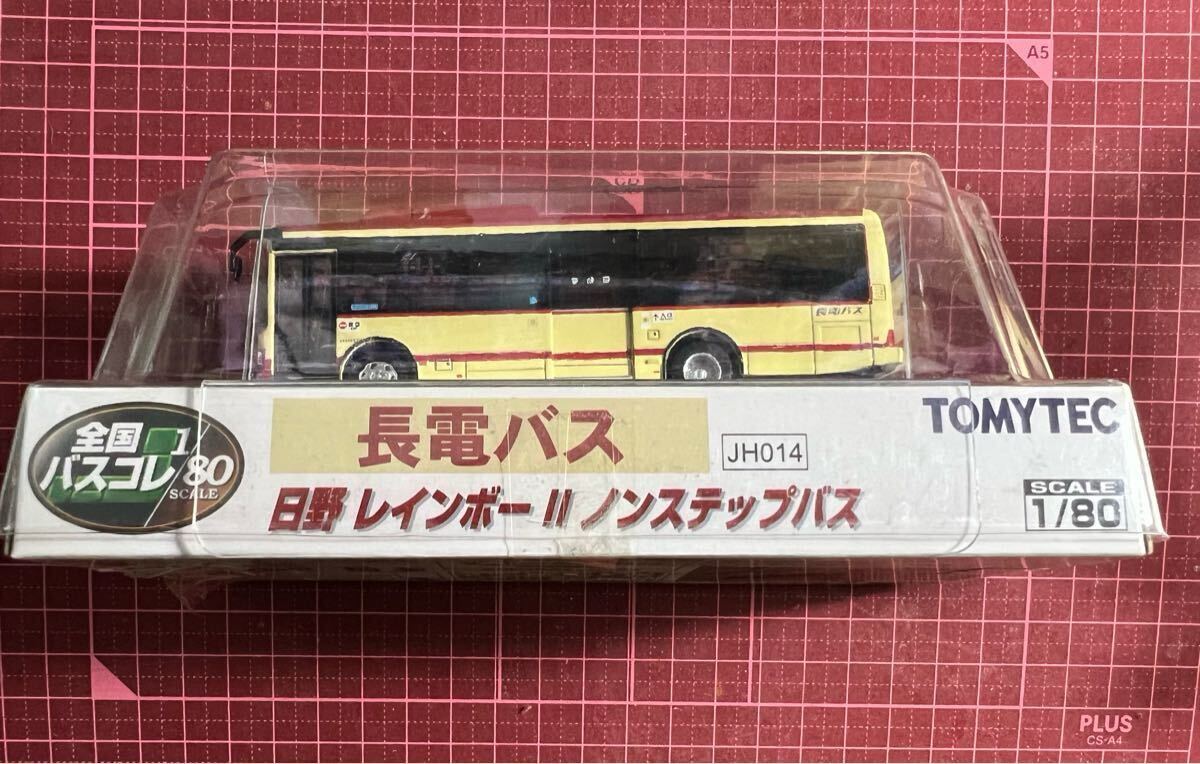 A5
長電バス
入口
全国
バスコレ
1/80
SCALE
長電バス
JH014
日野 レインボーII ノンステップバス
TOMYTEC
SCALE
1/80
PLUS
CS-A4